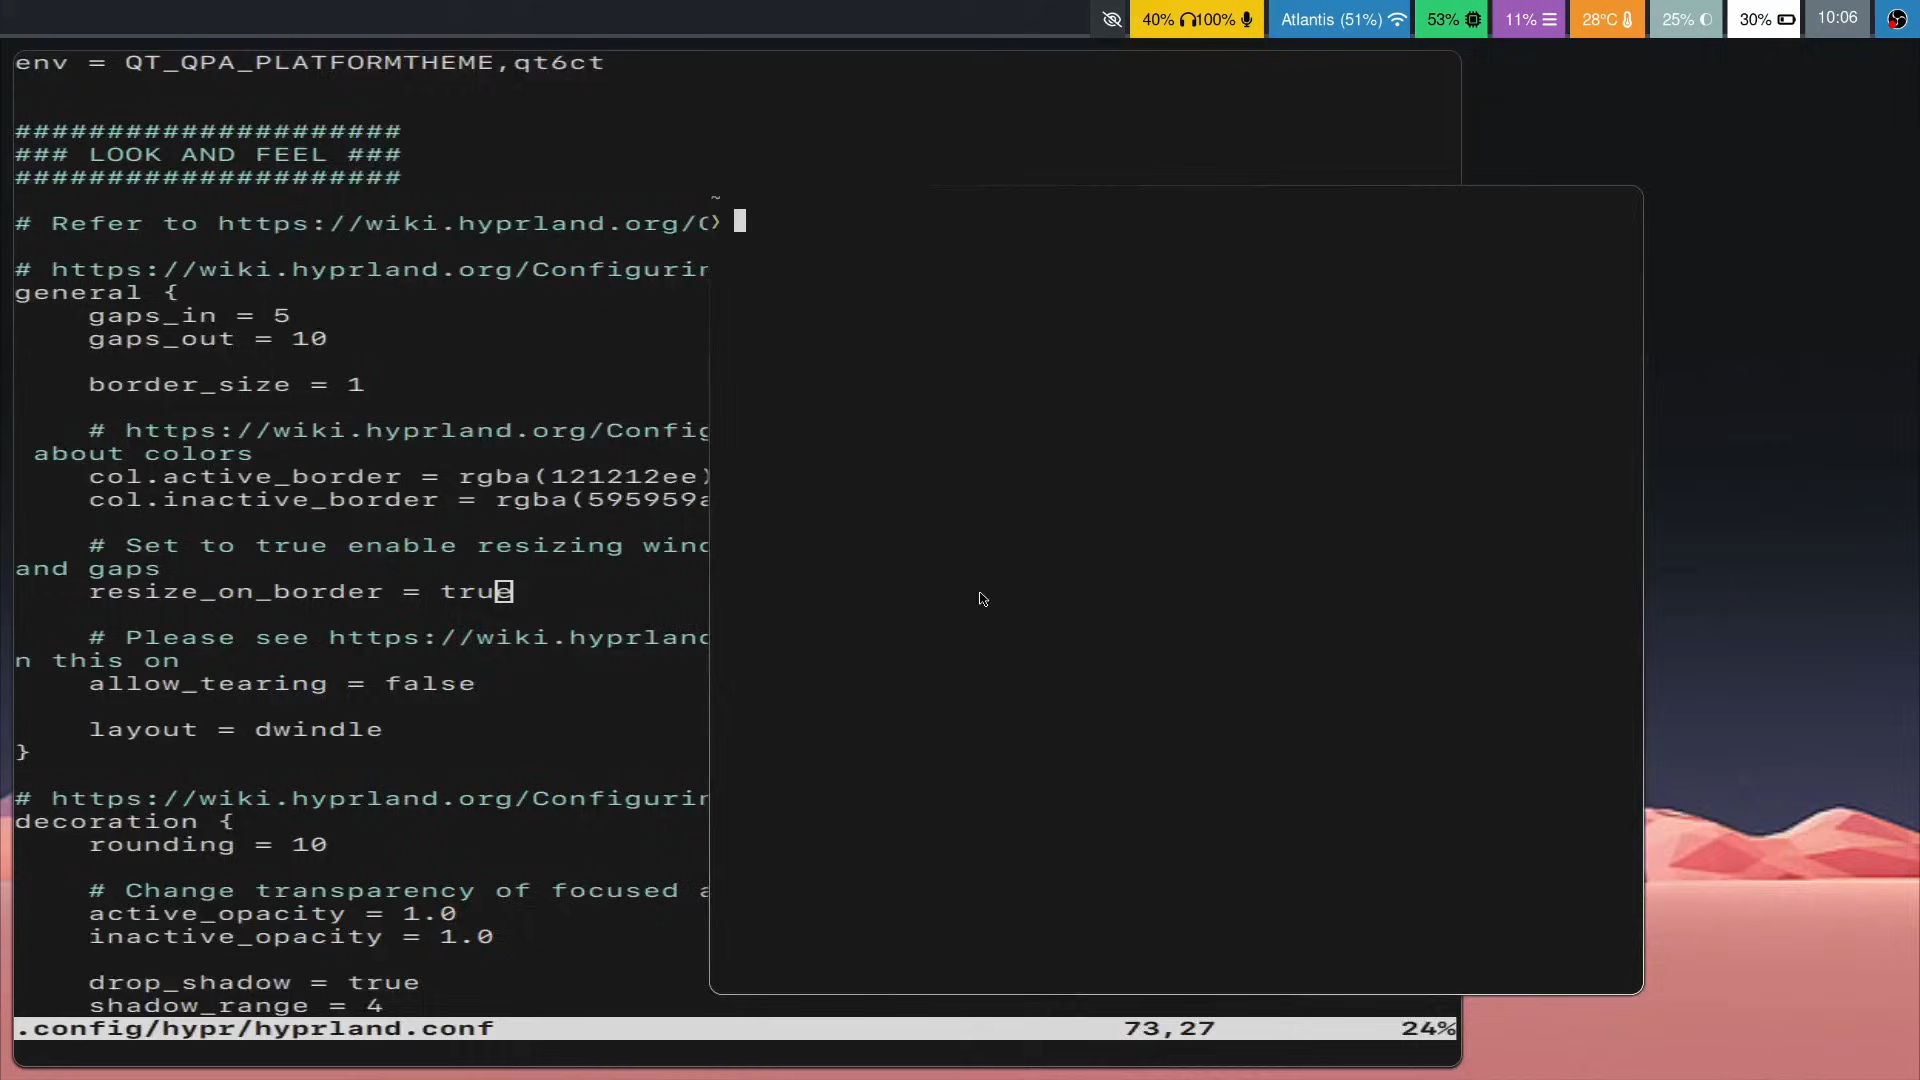 40% 100% Atlantis (51%) 53% 11% 28°C 25% 30% 10:06
env = QT_QPA_PLATFORMTHEME,qt6ct
#####################
### LOOK AND FEEL ###
#####################
# Refer to https://wiki.hyprland.org/
# https://wiki.hyprland.org/Configurin
general {
gaps_in = 5
gaps_out = 10
border_size = 1
# https://wiki.hyprland.org/Config
about colors
col.active_border = rgba(121212ee)
col.inactive_border = rgba(595959a
# Set to true enable resizing wind
and gaps
resize_on_border = true
# Please see https://wiki.hyprland
n this on
allow_tearing = false
layout = dwindle
}
# https://wiki.hyprland.org/Configurin
decoration {
rounding = 10
# Change transparency of focused a
active_opacity = 1.0
inactive_opacity = 1.0
drop_shadow = true
shadow_range = 4
.config/hypr/hyprland.conf 73,27 24%
~
❯